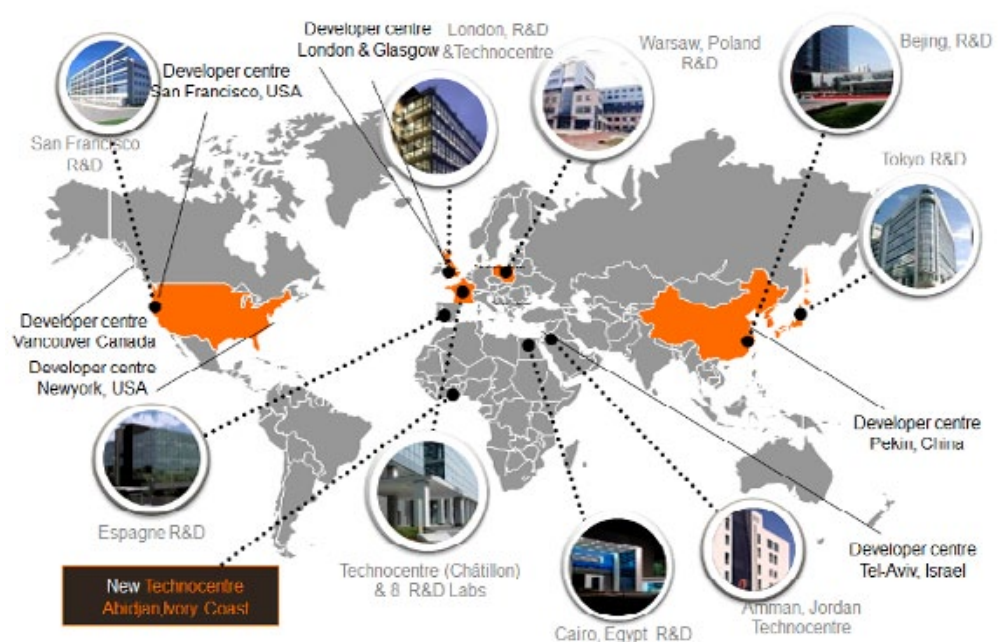 Developer centre
London & Glasgow
London, R&D
&Technocentre
Warsaw, Poland
R&D
Bejing, R&D
Developer centre
San Francisco, USA
San Francisco
R&D
Tokyo R&D
Developer centre
Vancouver Canada
Developer centre
Newyork, USA
Developer centre
Pekin, China
Espagne R&D
Technocentre (Châtillon)
& 8 R&D Labs
Developer centre
Tel-Aviv, Israel
New Technocentre
Abidjan,Ivory Coast
Cairo, Egypt R&D
Amman, Jordan
Technocentre